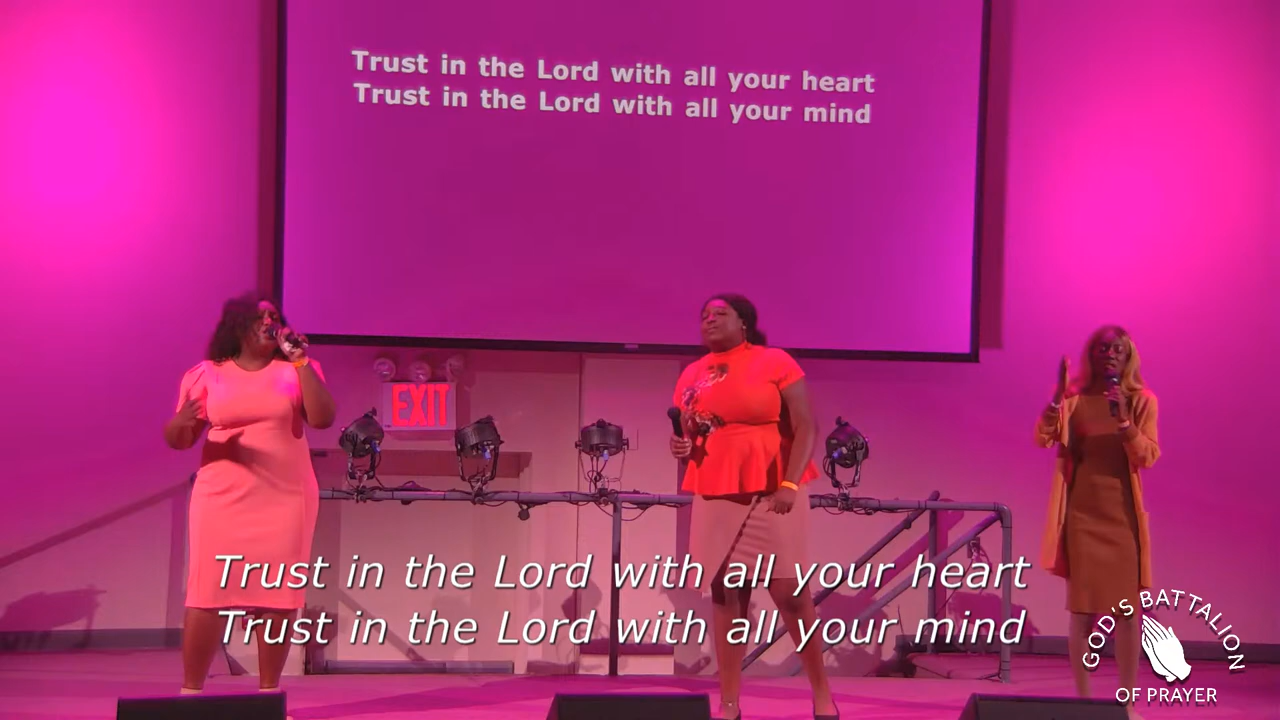 Trust in the Lord with all your heart
Trust in the Lord with all your mind
EXIT
Trust in the Lord with all your heart
Trust in the Lord with all your mind
GOD'S BATTALION
OF PRAYER